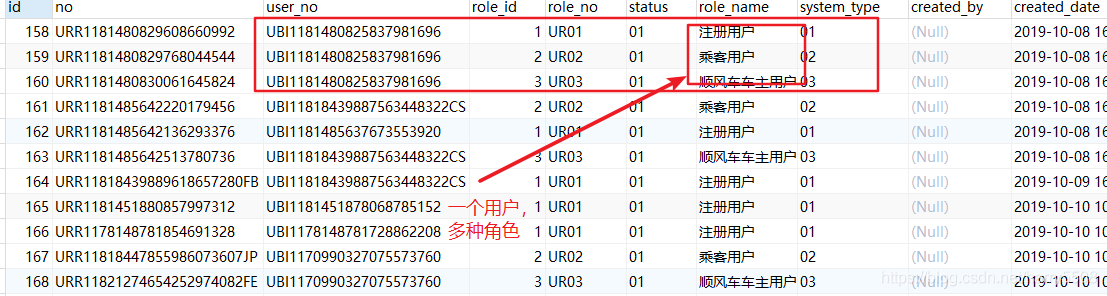 id no user_no role_id role_no status role_name system_type created_by created_date
158 URR1181480829608660992 UBI1181480825837981696 1 UR01 01 注册用户 01 (Null) 2019-10-08 16
159 URR1181480829768044544 UBI1181480825837981696 2 UR02 01 乘客用户 02 (Null) 2019-10-08 16
160 URR1181480830061645824 UBI1181480825837981696 3 UR03 01 顺风车车主用户 03 (Null) 2019-10-08 16
161 URR1181485642220179456 UBI11818439887563448322CS 2 UR02 01 乘客用户 02 (Null) 2019-10-08 16
162 URR1181485642136293376 UBI1181485637673553920 1 UR01 01 注册用户 01 (Null) 2019-10-08 16
163 URR1181485642513780736 UBI11818439887563448322CS 3 UR03 01 顺风车车主用户 03 (Null) 2019-10-08 16
164 URR11818439889618657280FB UBI11818439887563448322CS 1 UR01 01 注册用户 01 (Null) 2019-10-09 16
165 URR1181451880857997312 UBI1181451878068785152 1 UR01 01 注册用户 01 (Null) 2019-10-10 10
166 URR1178148781854691328 UBI1178148781728862208 1 UR01 01 注册用户 01 (Null) 2019-10-10 10
167 URR11818447855986073607JP UBI1170990327075573760 2 UR02 01 乘客用户 02 (Null) 2019-10-10 10
168 URR11821274654252974082FE UBI1170990327075573760 3 UR03 01 顺风车车主用户 03 (Null) 2019-10-10 10
一个用户，
多种角色